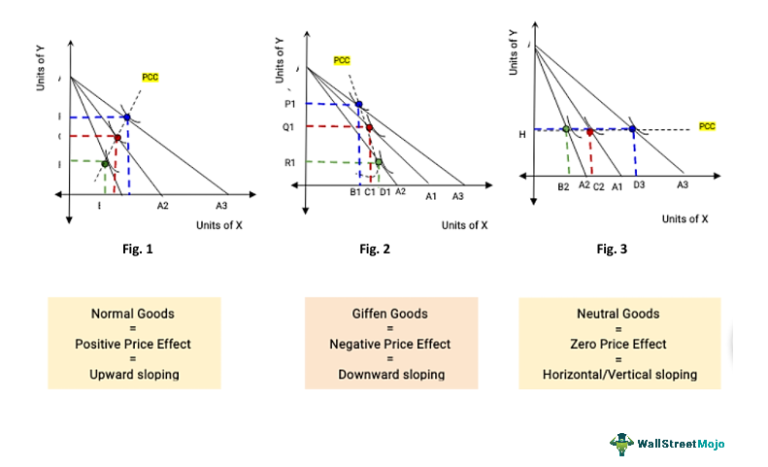 Units of Y
PCC
A2
A3
Units of X
Fig. 1
Units of Y
PCC
P1
Q1
R1
B1 C1 D1 A2 A1 A3
Units of X
Fig. 2
Units of Y
H
PCC
B2 A2 C2 A1 D3 A3
Units of X
Fig. 3
Normal Goods
=
Positive Price Effect
=
Upward sloping
Giffen Goods
=
Negative Price Effect
=
Downward sloping
Neutral Goods
=
Zero Price Effect
=
Horizontal/Vertical sloping
WallStreetMojo